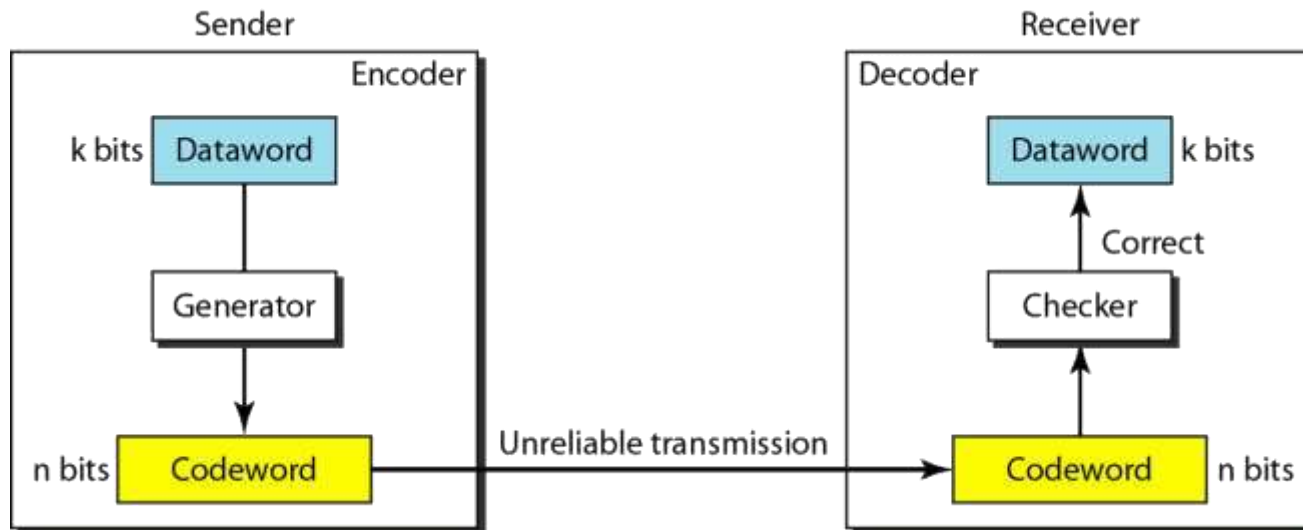 Sender
Encoder
k bits
Dataword
Generator
n bits
Codeword
Unreliable transmission
Receiver
Decoder
Dataword
k bits
Correct
Checker
Codeword
n bits